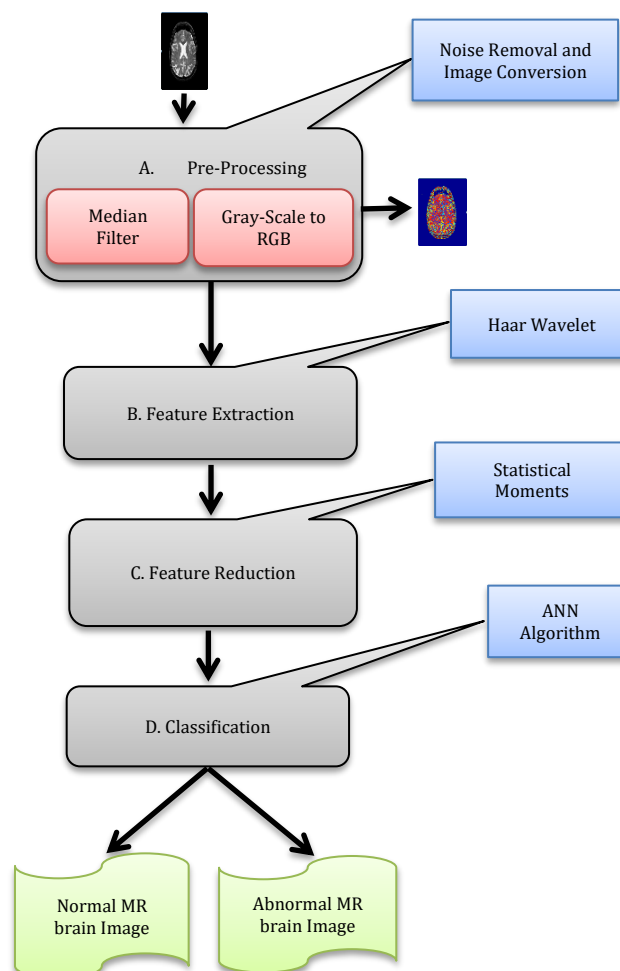 Noise Removal and
Image Conversion
A. Pre-Processing
Median
Filter
Gray-Scale to
RGB
Haar Wavelet
B. Feature Extraction
Statistical
Moments
C. Feature Reduction
ANN
Algorithm
D. Classification
Normal MR
brain Image
Abnormal MR
brain Image